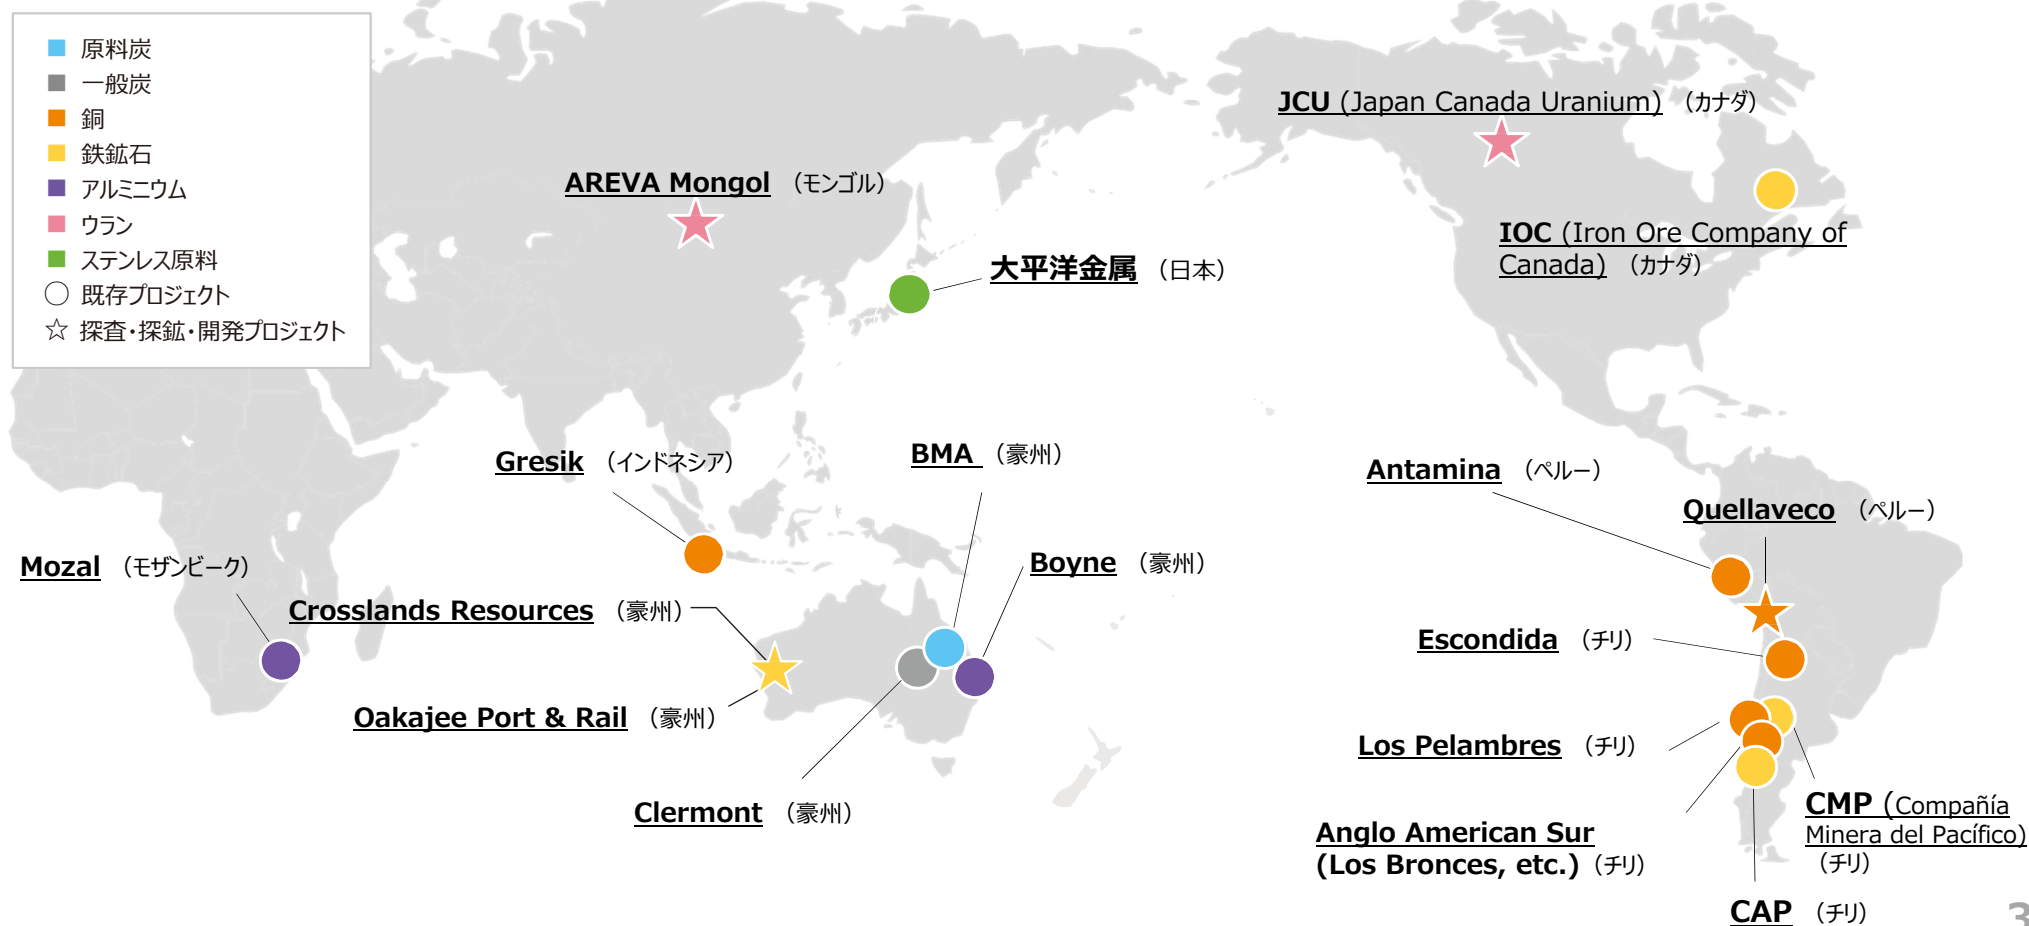 原料炭
一般炭
銅
鉄鉱石
アルミニウム
ウラン
ステンレス原料
既存プロジェクト
探査・探鉱・開発プロジェクト
JCU (Japan Canada Uranium) （カナダ）
AREVA Mongol （モンゴル）
IOC (Iron Ore Company of
Canada) （カナダ）
大平洋金属 （日本）
Gresik （インドネシア）
BMA （豪州）
Antamina （ペルー）
Quellaveco （ペルー）
Mozal （モザンビーク）
Boyne （豪州）
Crosslands Resources （豪州）
Escondida （チリ）
Oakajee Port & Rail （豪州）
Los Pelambres （チリ）
Clermont （豪州）
CMP (Compañía
Minera del Pacífico)
（チリ）
Anglo American Sur
(Los Bronces, etc.) （チリ）
CAP （チリ）
3